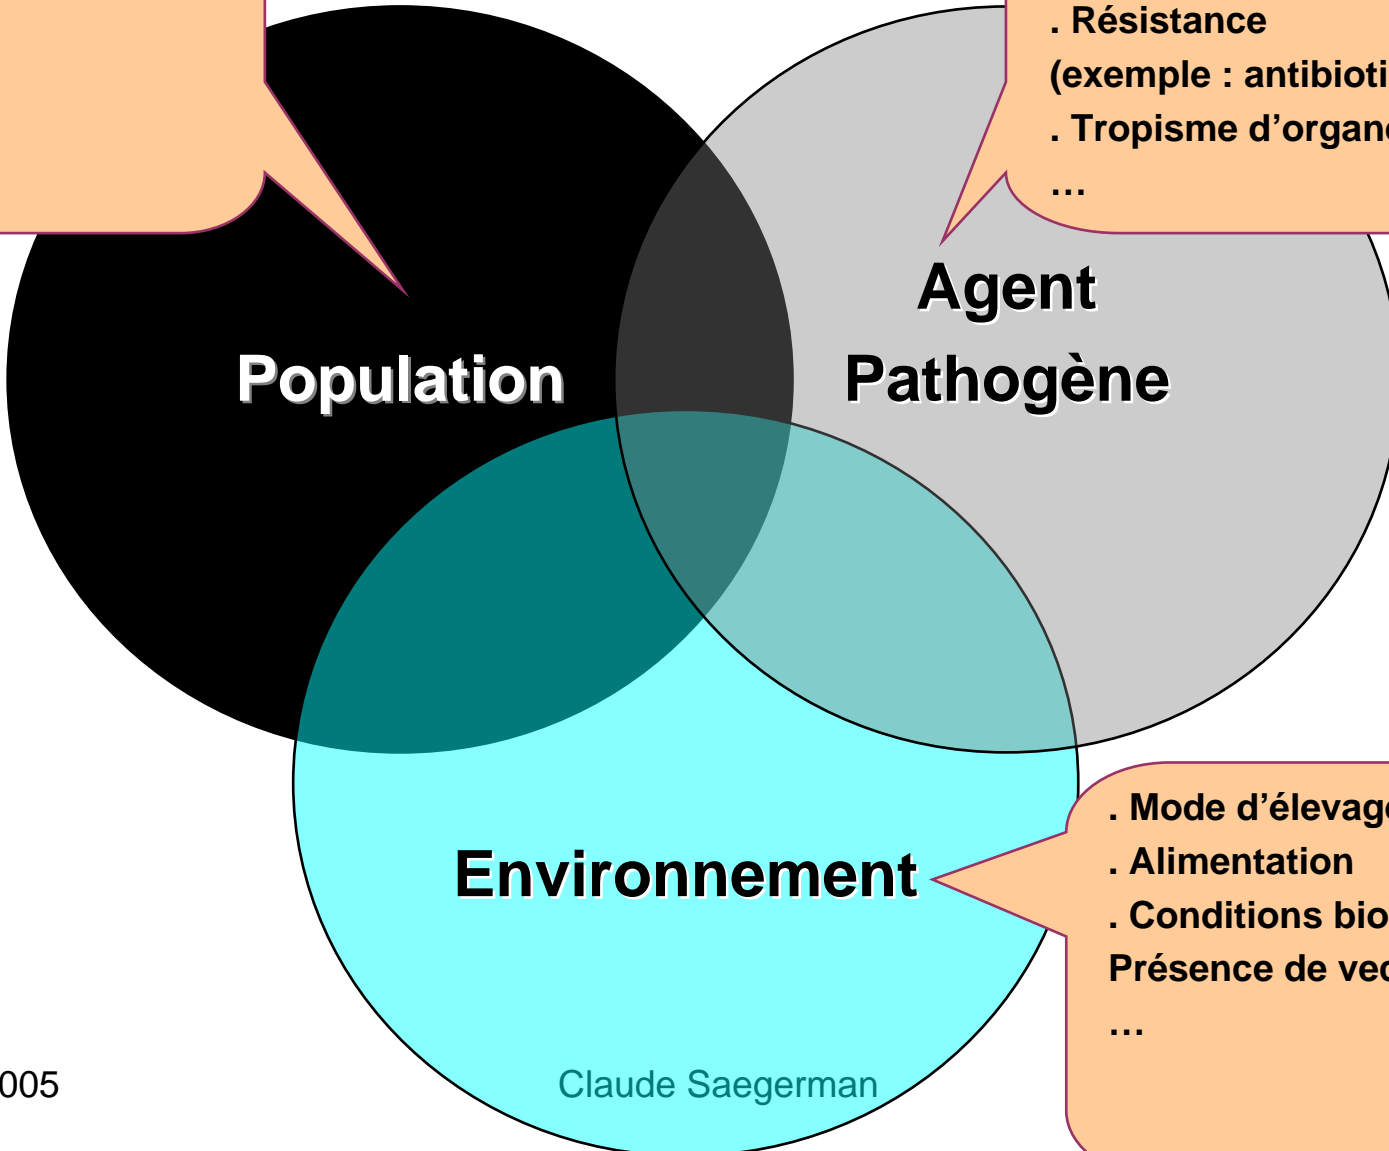 . Résistance
(exemple : antibioti
. Tropisme d’organe
…
Agent
Pathogène
Population
Environnement
. Mode d’élevage
. Alimentation
. Conditions bio
Présence de vec
…
005
Claude Saegerman